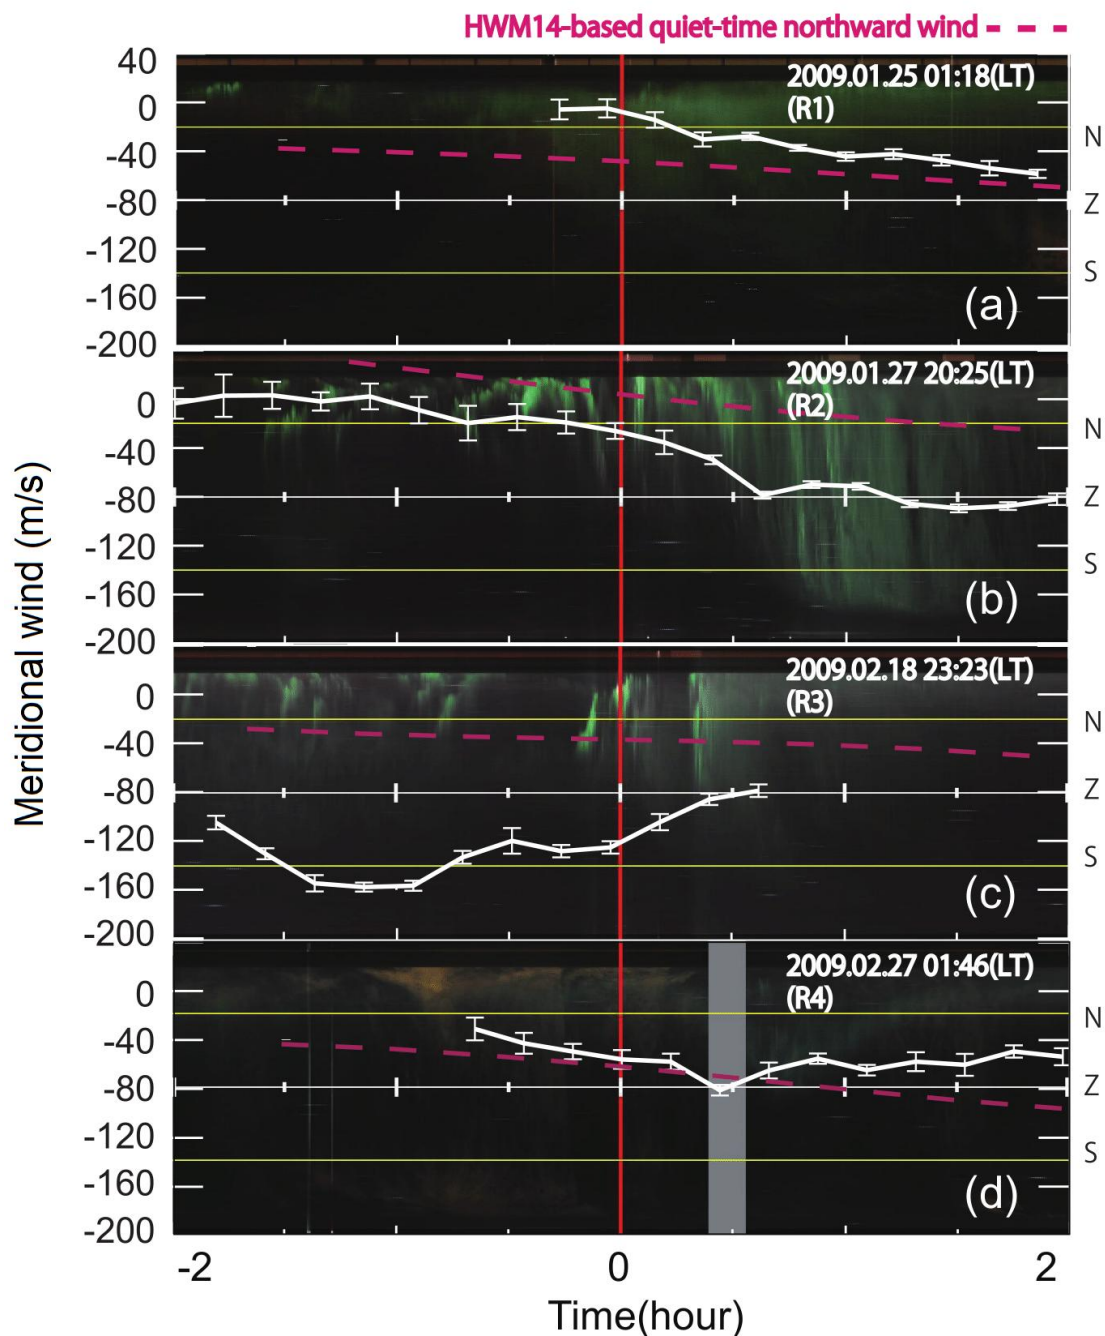 HWM14-based quiet-time northward wind
40
0
-40
-80
-120
-160
-200
2009.01.25 01:18(LT)
(R1)
N
Z
S
(a)
0
-40
-80
-120
-160
-200
2009.01.27 20:25(LT)
(R2)
N
Z
S
(b)
0
-40
-80
-120
-160
-200
2009.02.18 23:23(LT)
(R3)
N
Z
S
(c)
0
-40
-80
-120
-160
-200
2009.02.27 01:46(LT)
(R4)
N
Z
S
(d)
Meridional wind (m/s)
-2
0
2
Time(hour)